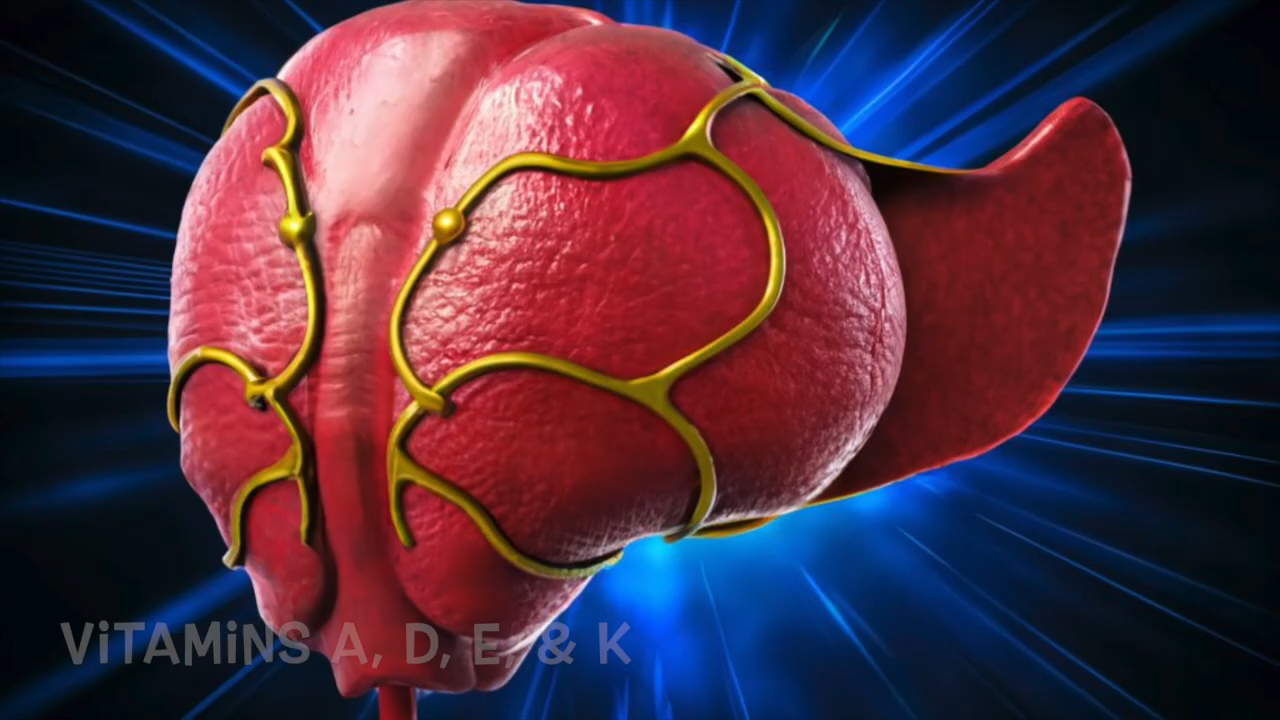 ViTAMiNS A, D, E, & K